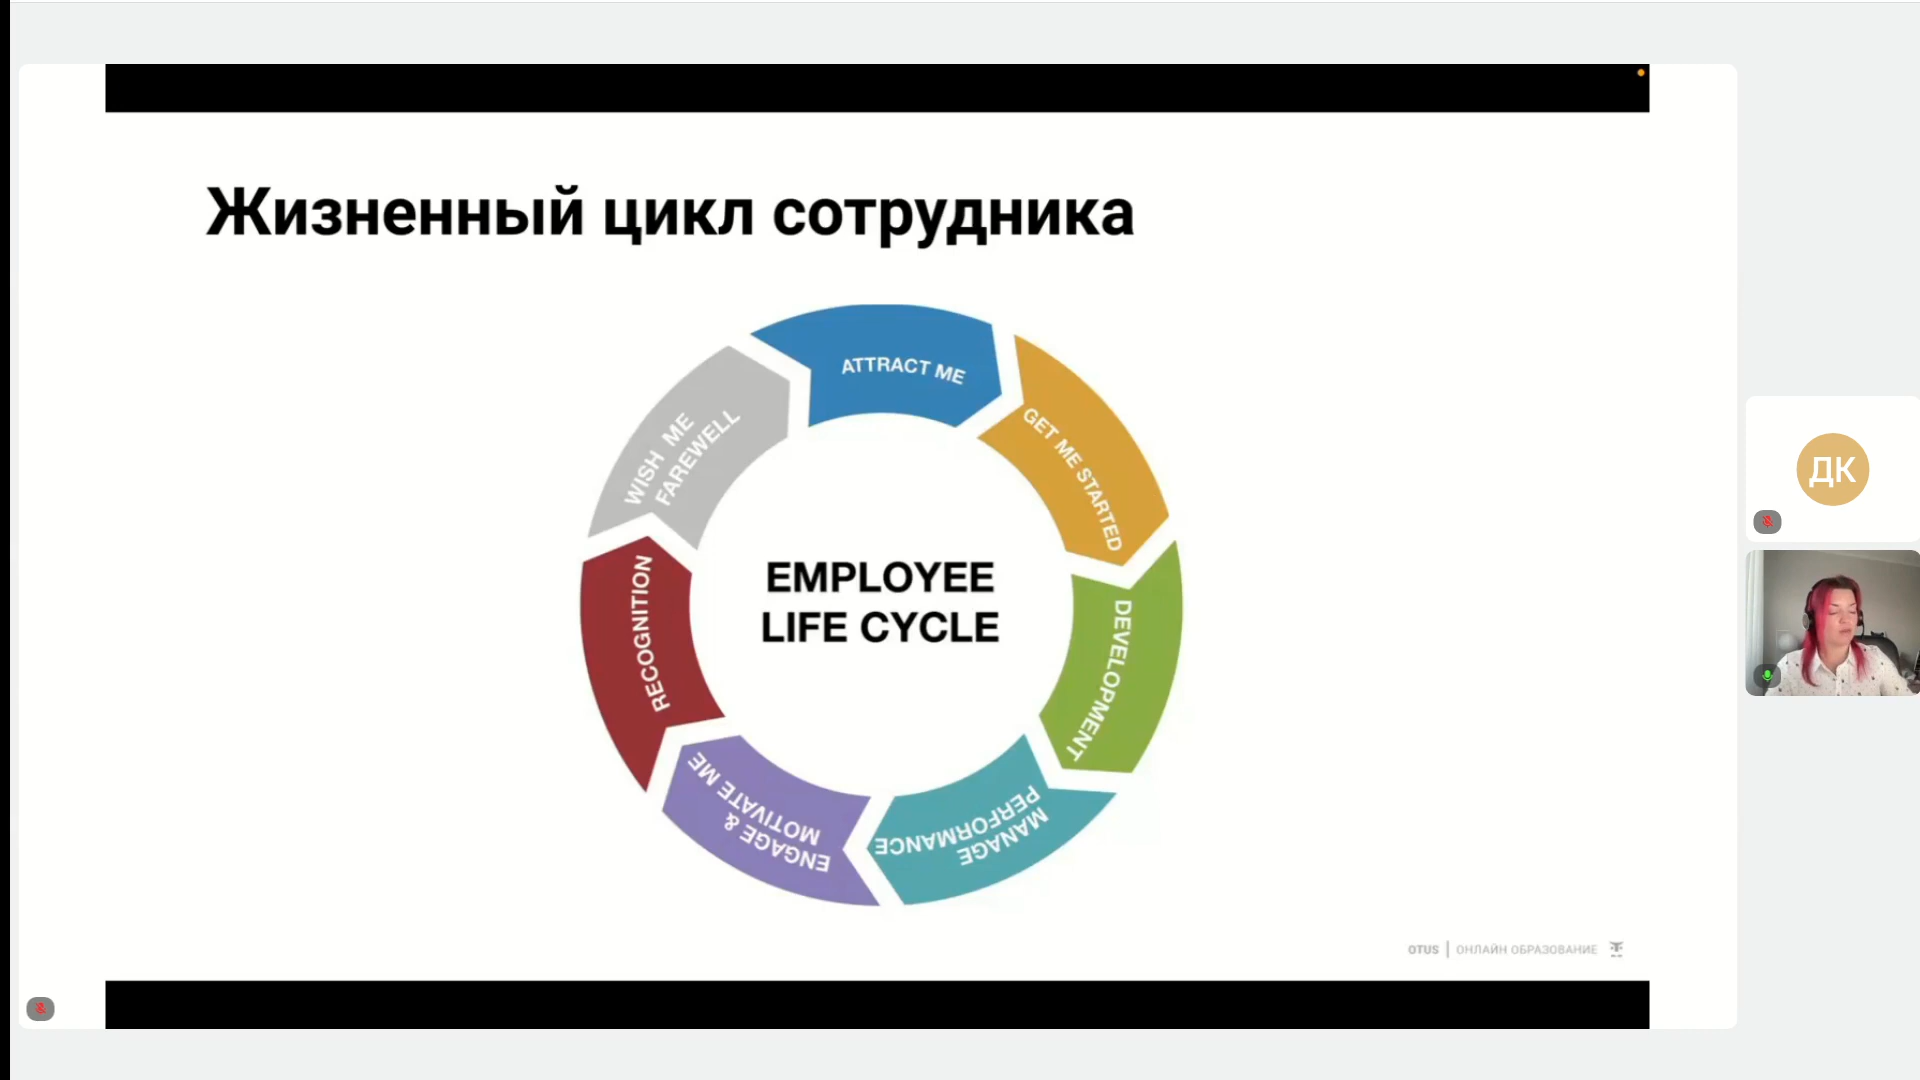 Жизненный цикл сотрудника
ATTRACT ME
GET ME STARTED
DEVELOPMENT
MANAGE
PERFORMANCE
ENGAGE &
MOTIVATE ME
RECOGNITION
WISH ME
FAREWELL
EMPLOYEE
LIFE CYCLE
ДК
OTUS | ОНЛАЙН ОБРАЗОВАНИЕ